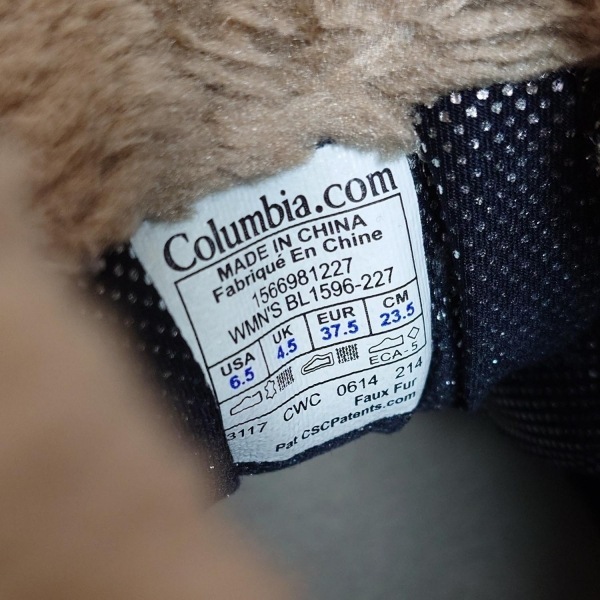 Columbia.com
MADE IN CHINA
Fabriqué En Chine
1566981227
WMN'S BL1596-227
USA UK EUR CM
6.5 4.5 37.5 23.5
ECA-5
3117 CWC 0614 214
Faux Fur
Pat CSCPatents.com